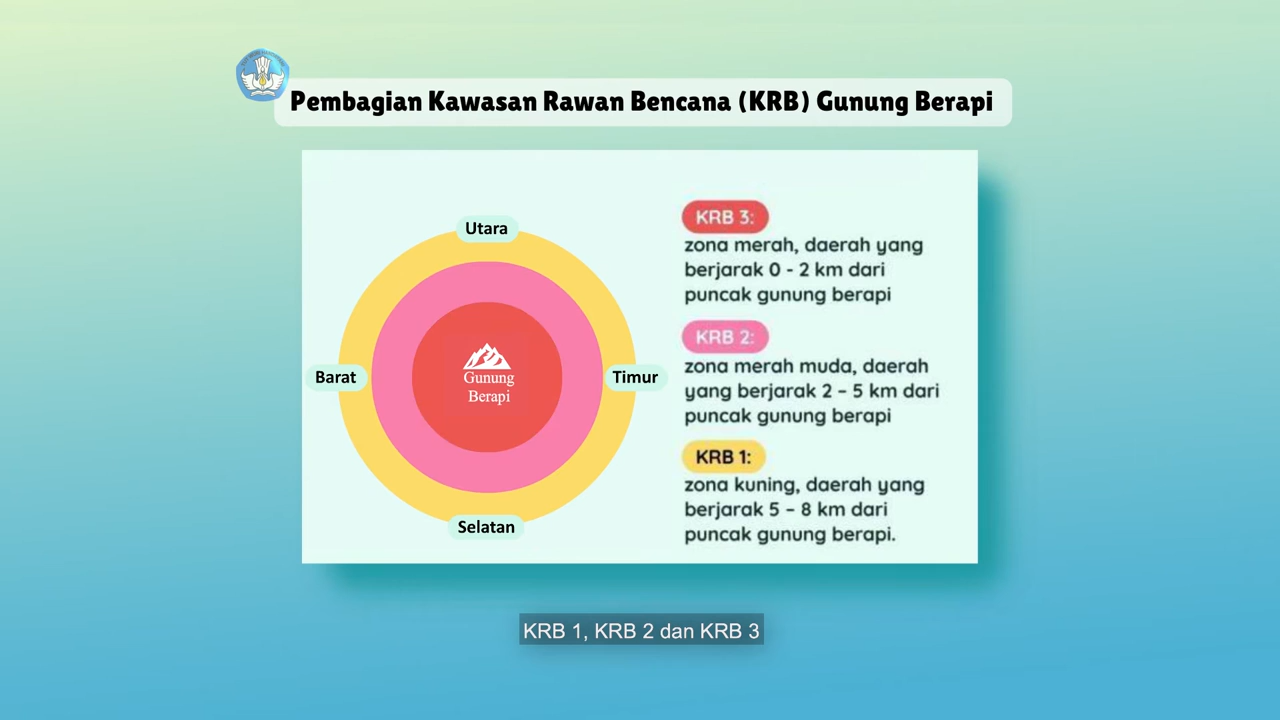 Pembagian Kawasan Rawan Bencana (KRB) Gunung Berapi
Utara
Barat
Gunung
Berapi
Timur
Selatan
KRB 3:
zona merah, daerah yang
berjarak 0 - 2 km dari
puncak gunung berapi
KRB 2:
zona merah muda, daerah
yang berjarak 2 – 5 km dari
puncak gunung berapi
KRB 1:
zona kuning, daerah yang
berjarak 5 – 8 km dari
puncak gunung berapi.
KRB 1, KRB 2 dan KRB 3